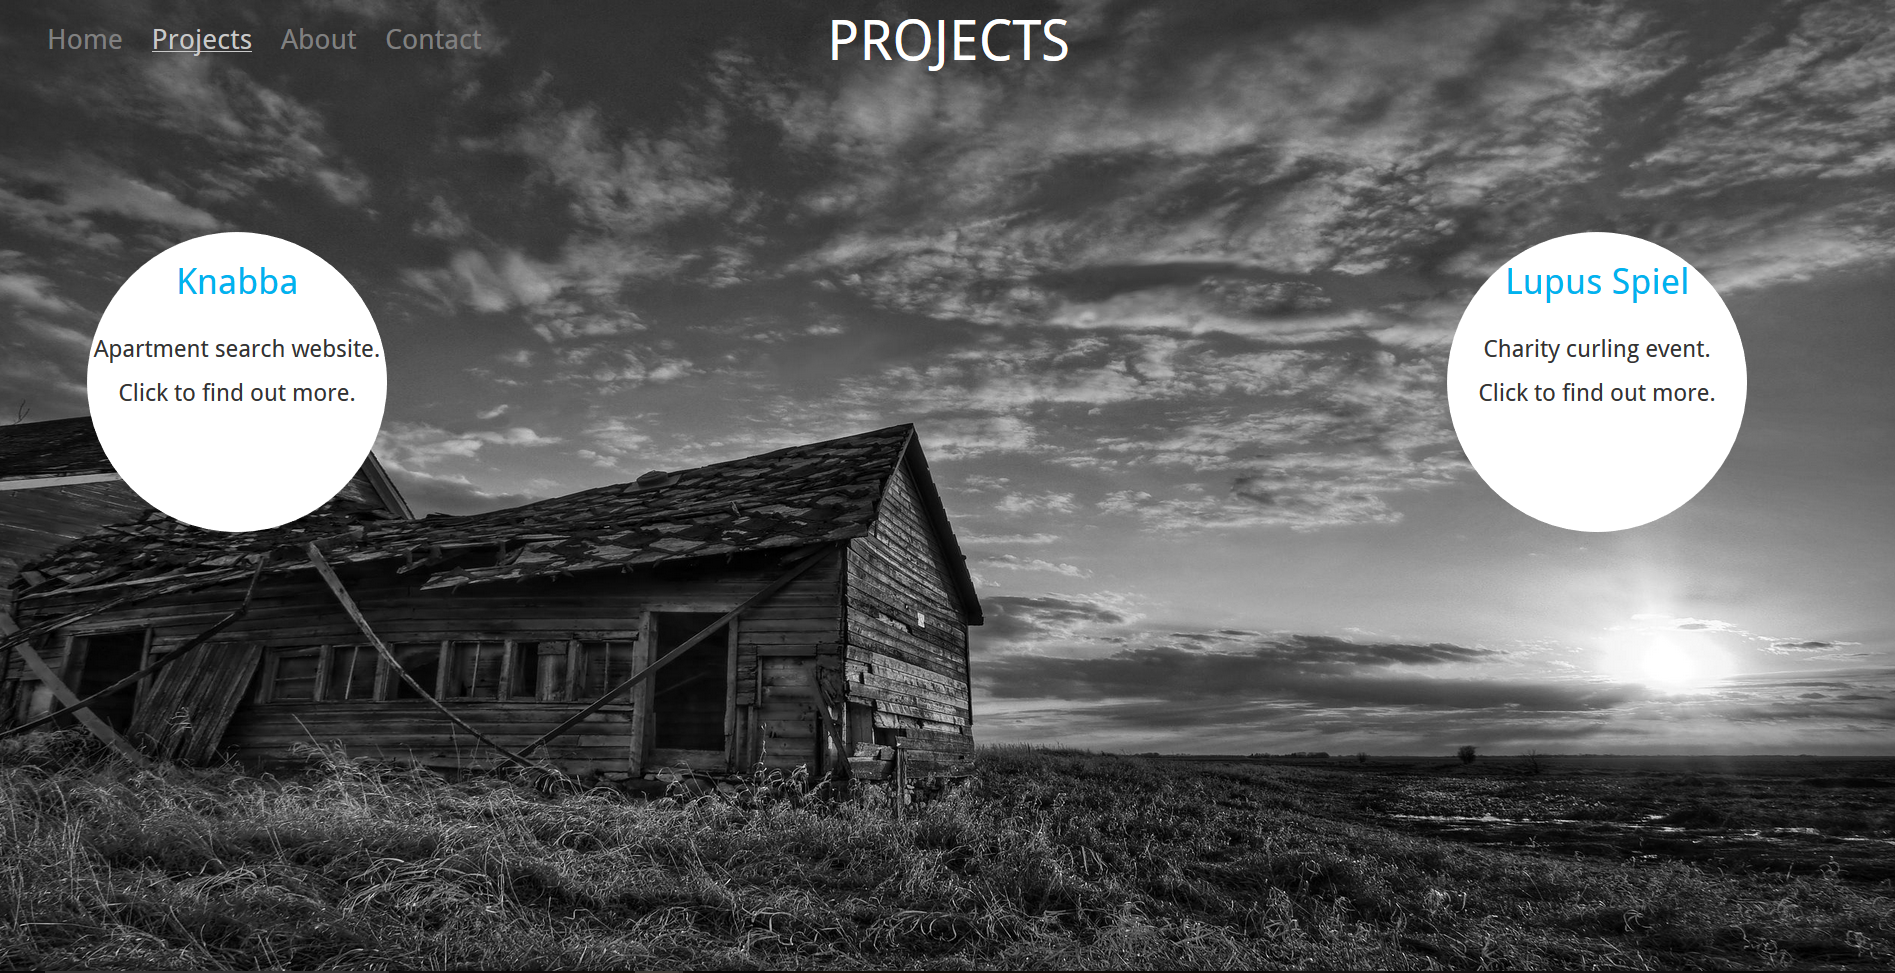 Home Projects About Contact
PROJECTS
Knabba
Apartment search website.
Click to find out more.
Lupus Spiel
Charity curling event.
Click to find out more.